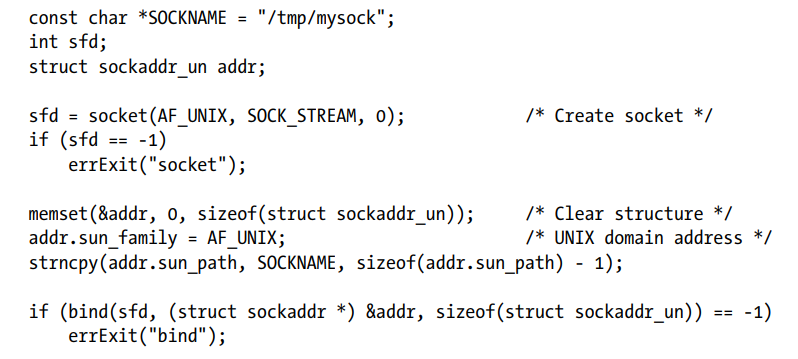 const char *SOCKNAME = "/tmp/mysock";
int sfd;
struct sockaddr_un addr;
sfd = socket(AF_UNIX, SOCK_STREAM, 0);            /* Create socket */
if (sfd == -1)
    errExit("socket");
memset(&addr, 0, sizeof(struct sockaddr_un));     /* Clear structure */
addr.sun_family = AF_UNIX;                        /* UNIX domain address */
strncpy(addr.sun_path, SOCKNAME, sizeof(addr.sun_path) - 1);
if (bind(sfd, (struct sockaddr *) &addr, sizeof(struct sockaddr_un)) == -1)
    errExit("bind");